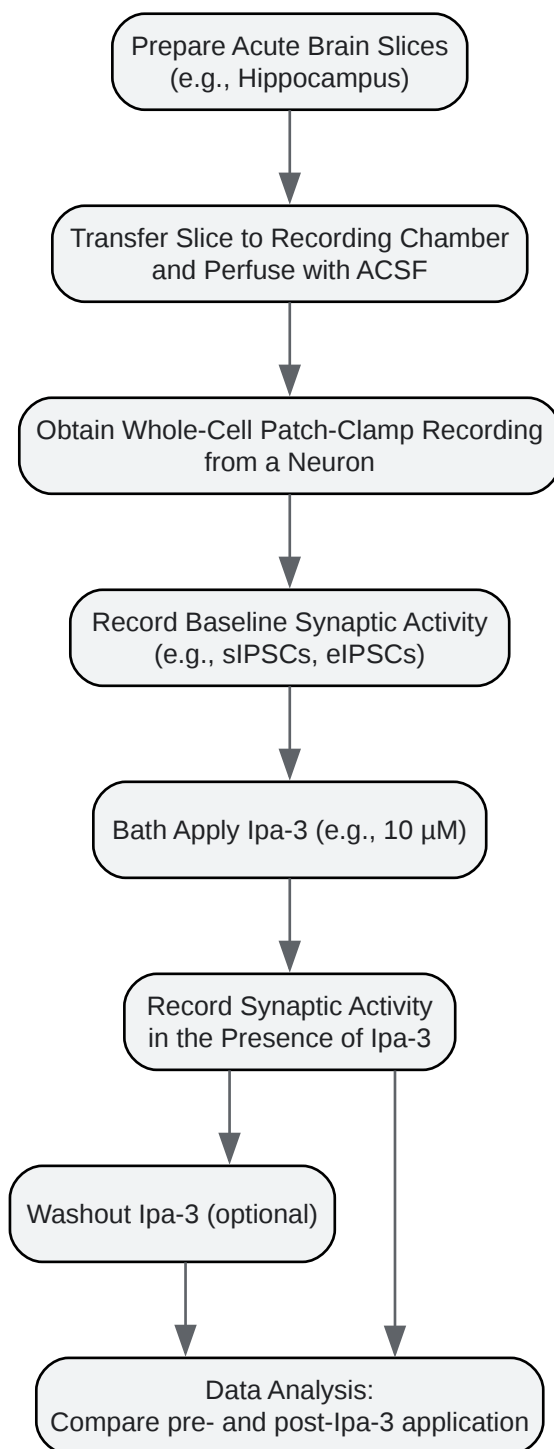 Prepare Acute Brain Slices
(e.g., Hippocampus)
Transfer Slice to Recording Chamber
and Perfuse with ACSF
Obtain Whole-Cell Patch-Clamp Recording
from a Neuron
Record Baseline Synaptic Activity
(e.g., sIPSCs, eIPSCs)
Bath Apply Ipa-3 (e.g., 10 µM)
Record Synaptic Activity
in the Presence of Ipa-3
Washout Ipa-3 (optional)
Data Analysis:
Compare pre- and post-Ipa-3 application